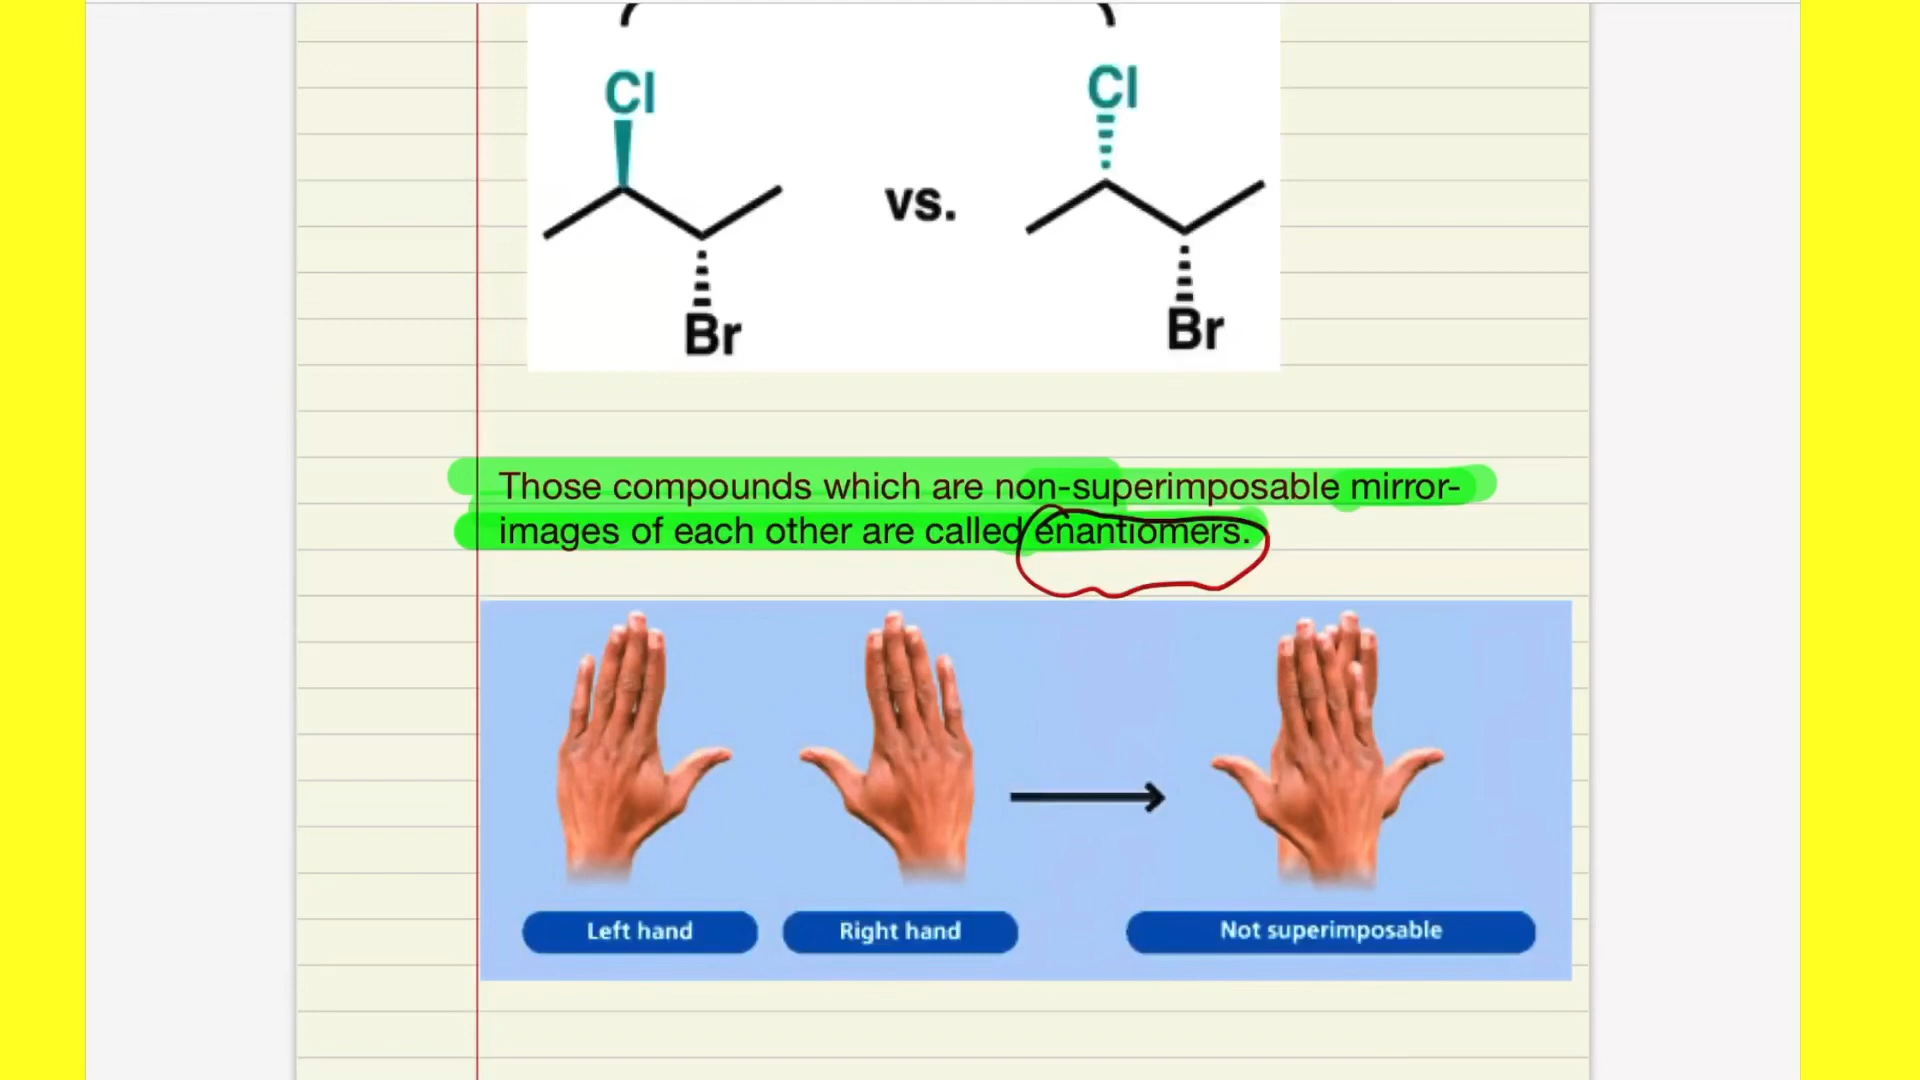 Cl
Cl
vs.
Br
Br
Those compounds which are non-superimposable mirror-
images of each other are called enantiomers.
Left hand
Right hand
Not superimposable